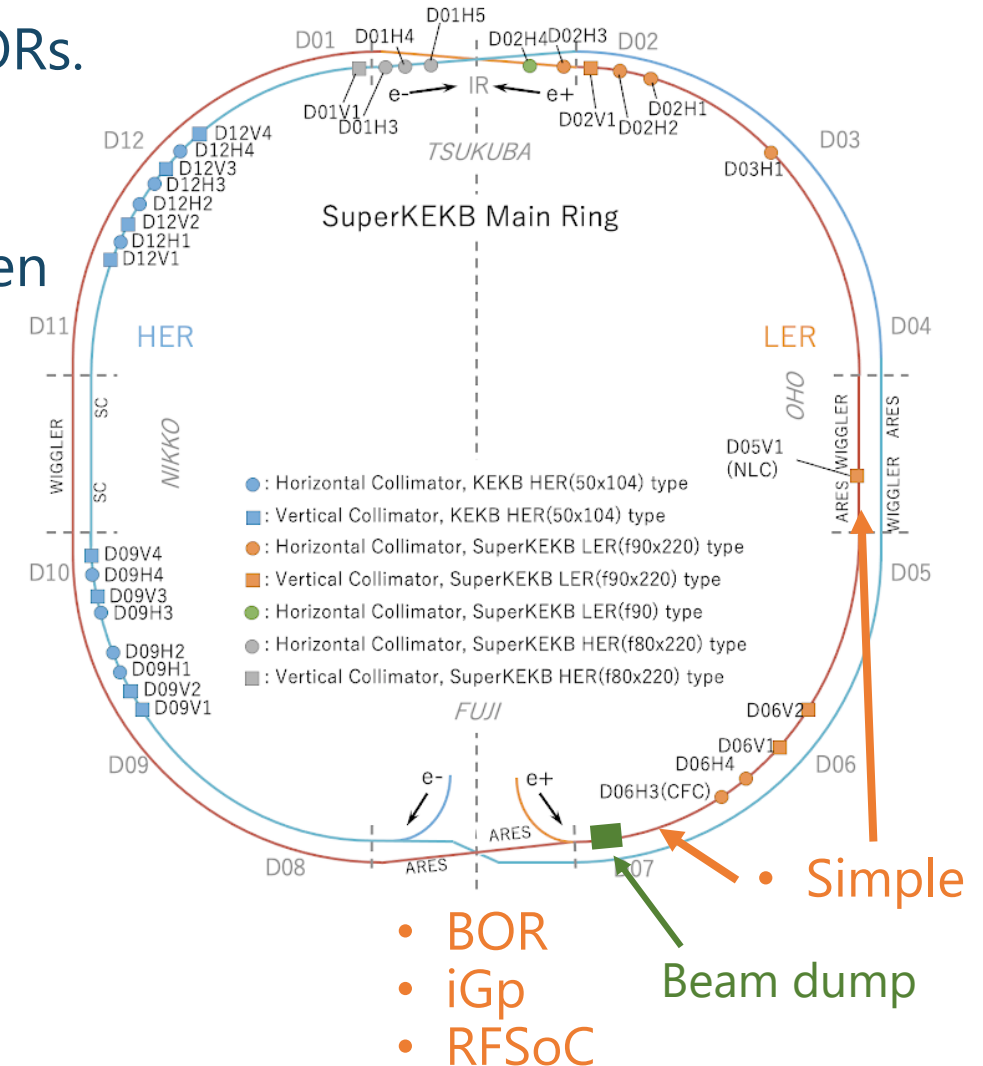 ORs.
en
D01H5
D01H4
D02H4
D02H3
D01
D02
IR
e-
e+
D01V1
D01H3
D02V1
D02H2
D02H1
TSUKUBA
D12
D03
D12V4
D12H4
D12V3
D12H3
D12H2
D12V2
D12H1
D12V1
D03H1
SuperKEKB Main Ring
D11
HER
LER
D04
WIGGLER
SC
SC
NIKKO
OHO
ARES WIGGLER
WIGGLER ARES
D05V1
(NLC)
: Horizontal Collimator, KEKB HER(50x104) type
: Vertical Collimator, KEKB HER(50x104) type
: Horizontal Collimator, SuperKEKB LER(f90x220) type
: Vertical Collimator, SuperKEKB LER(f90x220) type
: Horizontal Collimator, SuperKEKB LER(f90) type
: Horizontal Collimator, SuperKEKB HER(f80x220) type
: Vertical Collimator, SuperKEKB HER(f80x220) type
D10
D05
D09V4
D09H4
D09V3
D09H3
D09H2
D09H1
D09V2
D09V1
FUJI
D06V2
D06V1
D06H4
D06H3(CFC)
D09
D06
e-
e+
ARES
ARES
D08
D07
• Simple
• BOR
• iGp
• RFSoC
Beam dump